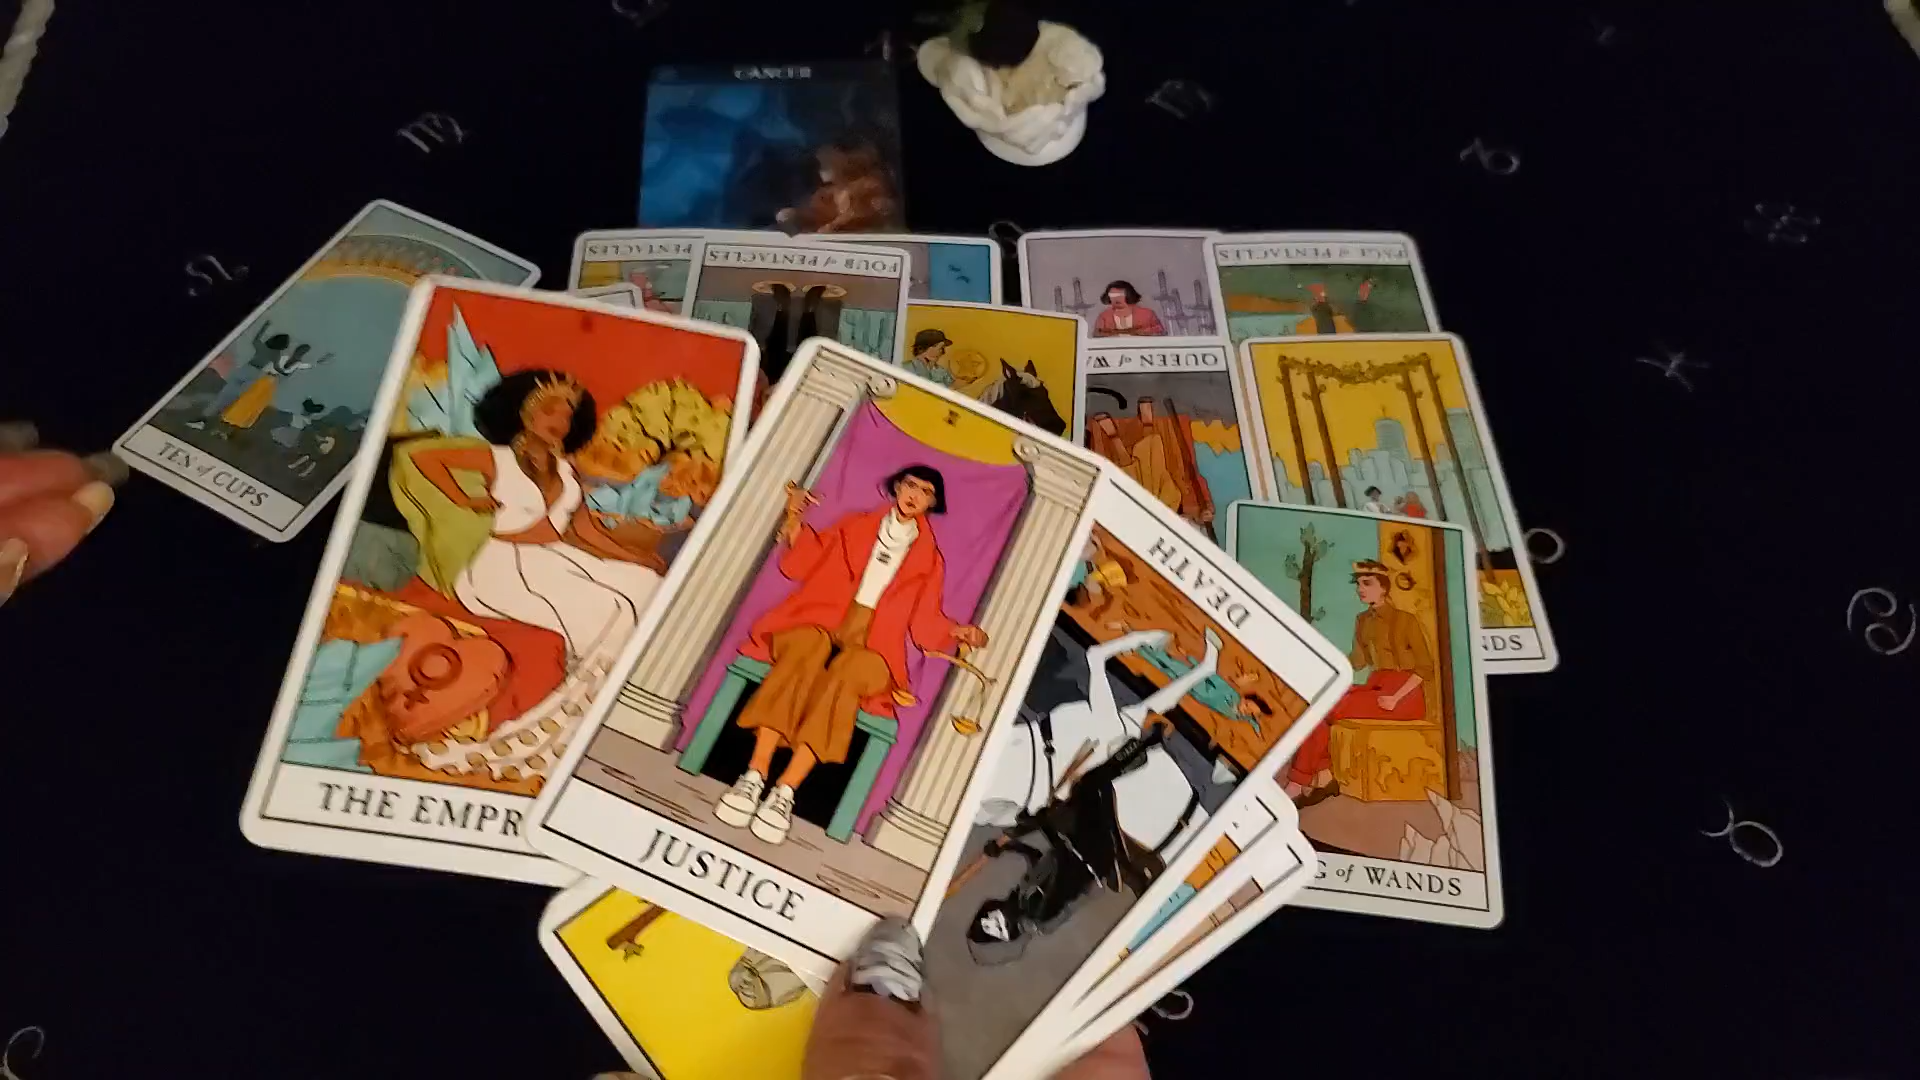 CANCER
PENTACLES
FOUR of PENTACLES
PAGE of PENTACLES
QUEEN of WA
TEN of CUPS
DEATH
NDS
THE EMPR
JUSTICE
G of WANDS